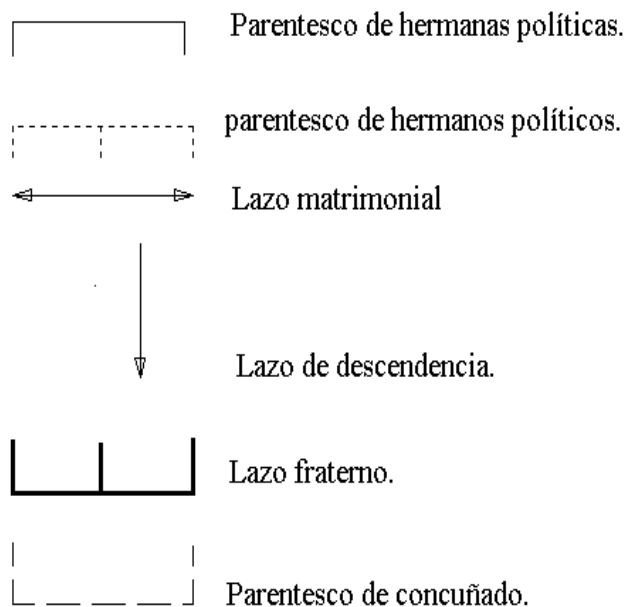 Parentesco de hermanas políticas.
parentesco de hermanos políticos.
Lazo matrimonial
Lazo de descendencia.
Lazo fraterno.
Parentesco de concuñado.